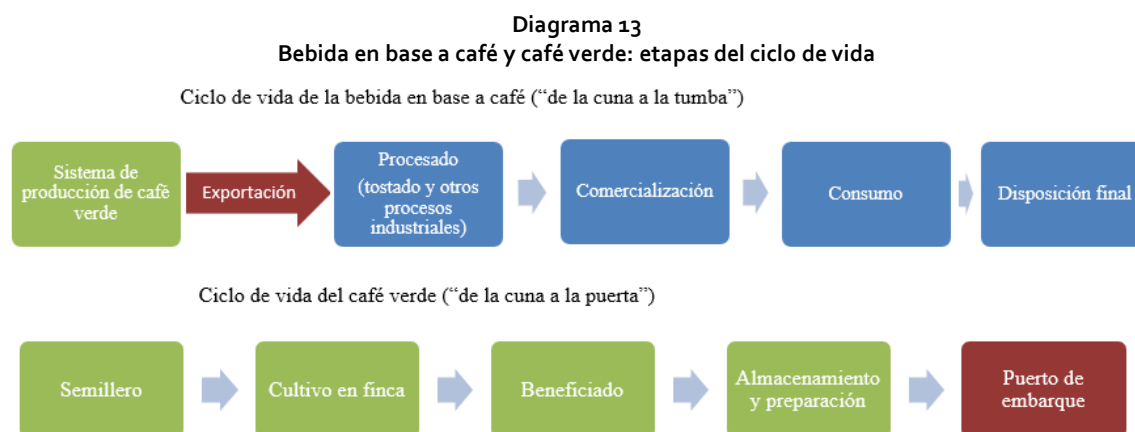 Diagrama 13
Bebida en base a café y café verde: etapas del ciclo de vida
Ciclo de vida de la bebida en base a café (“de la cuna a la tumba”)
Sistema de
producción de café
verde
Exportación
Procesado
(tostado y otros
procesos
industriales)
Comercialización
Consumo
Disposición final
Ciclo de vida del café verde (“de la cuna a la puerta”)
Semillero
Cultivo en finca
Beneficiado
Almacenamiento
y preparación
Puerto de
embarque